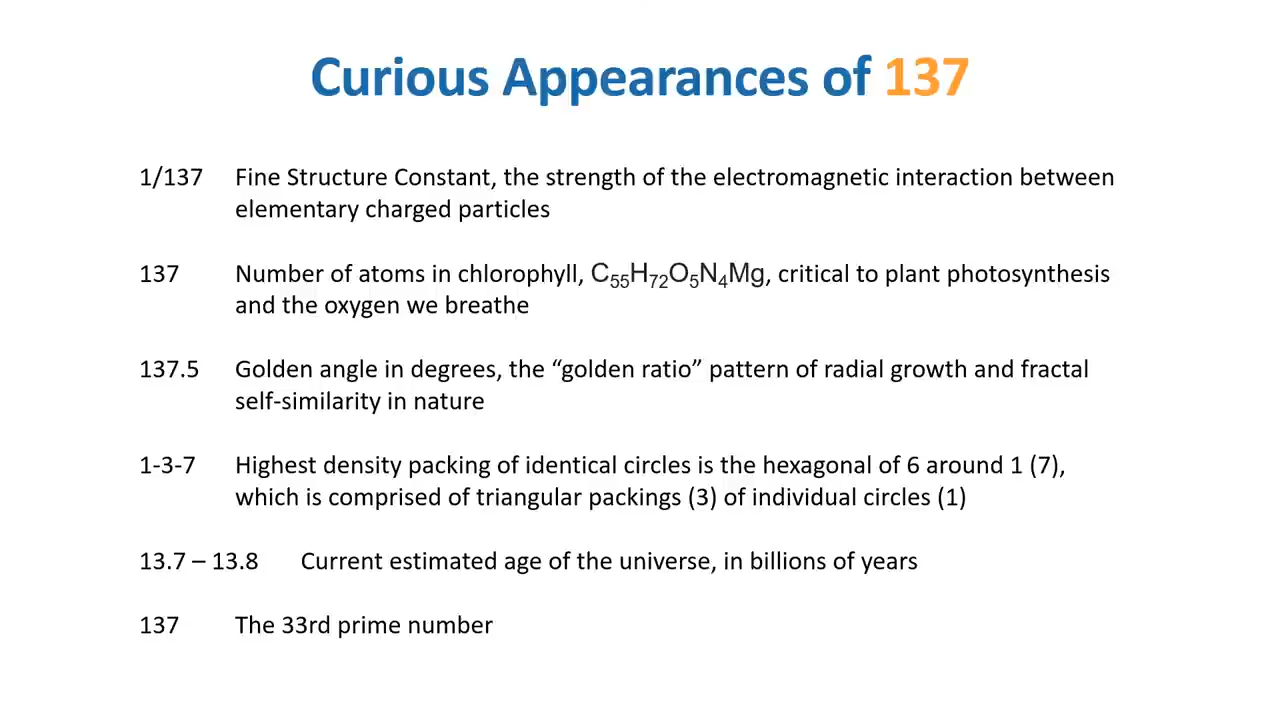 Curious Appearances of 137
1/137 Fine Structure Constant, the strength of the electromagnetic interaction between
elementary charged particles
137 Number of atoms in chlorophyll, C₅₅H₇₂O₅N₄Mg, critical to plant photosynthesis
and the oxygen we breathe
137.5 Golden angle in degrees, the “golden ratio” pattern of radial growth and fractal
self-similarity in nature
1-3-7 Highest density packing of identical circles is the hexagonal of 6 around 1 (7),
which is comprised of triangular packings (3) of individual circles (1)
13.7 – 13.8 Current estimated age of the universe, in billions of years
137 The 33rd prime number